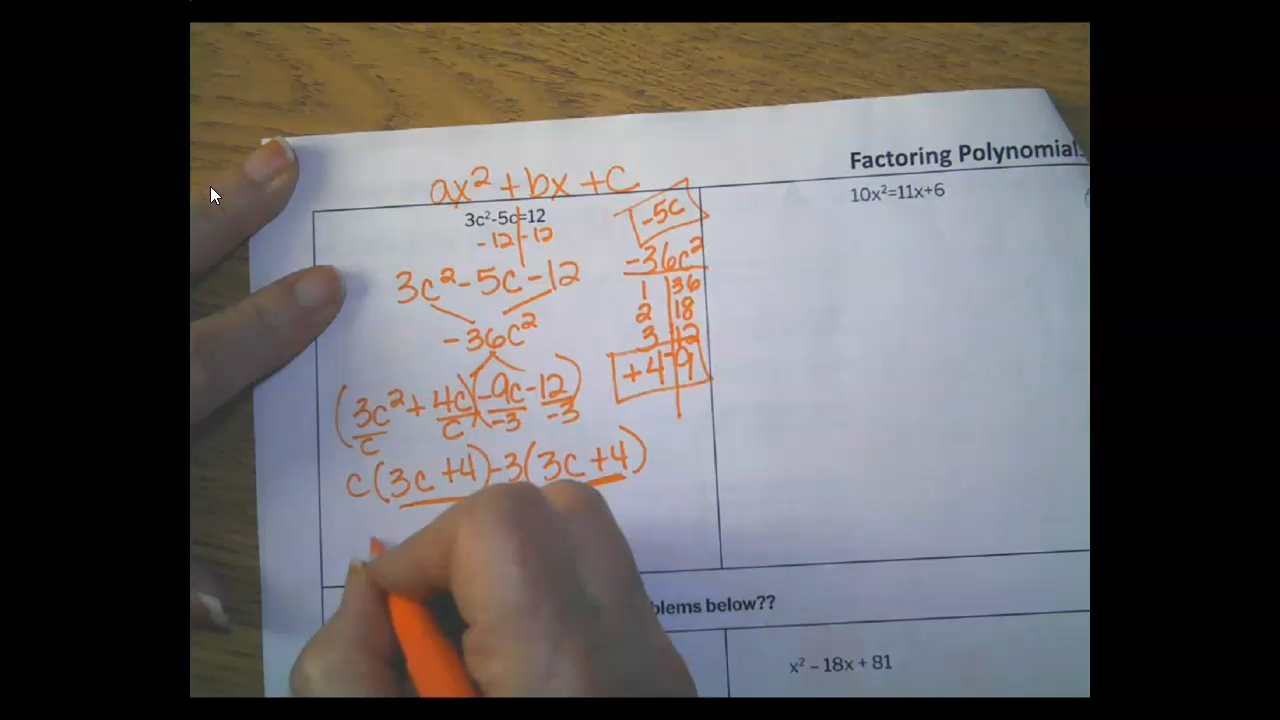 Factoring Polynomials
ax²+bx+c
3c²-5c=12
-12 -12
3c²-5c-12
-36c²
(3c²+4c)(-9c-12)
c c -3 -3
c(3c+4)-3(3c+4)
-5c
-36c²
1 36
2 18
3 12
+4 -9
10x²=11x+6
blems below??
x² – 18x + 81